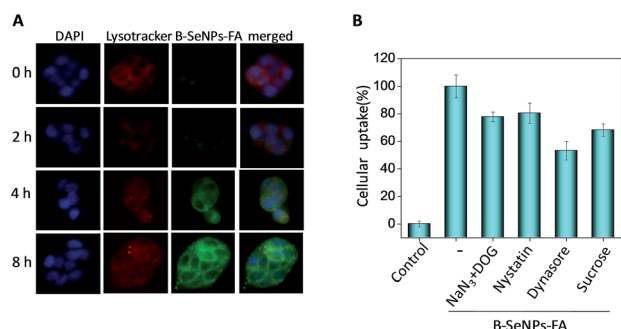 A
DAPI Lysotracker B-SeNPs-FA merged
0 h
2 h
4 h
8 h
B
Cellular uptake(%)
120
100
80
60
40
20
0
Control
-
NaN₃+DOG
Nystatin
Dynasore
Sucrose
B-SeNPs-FA